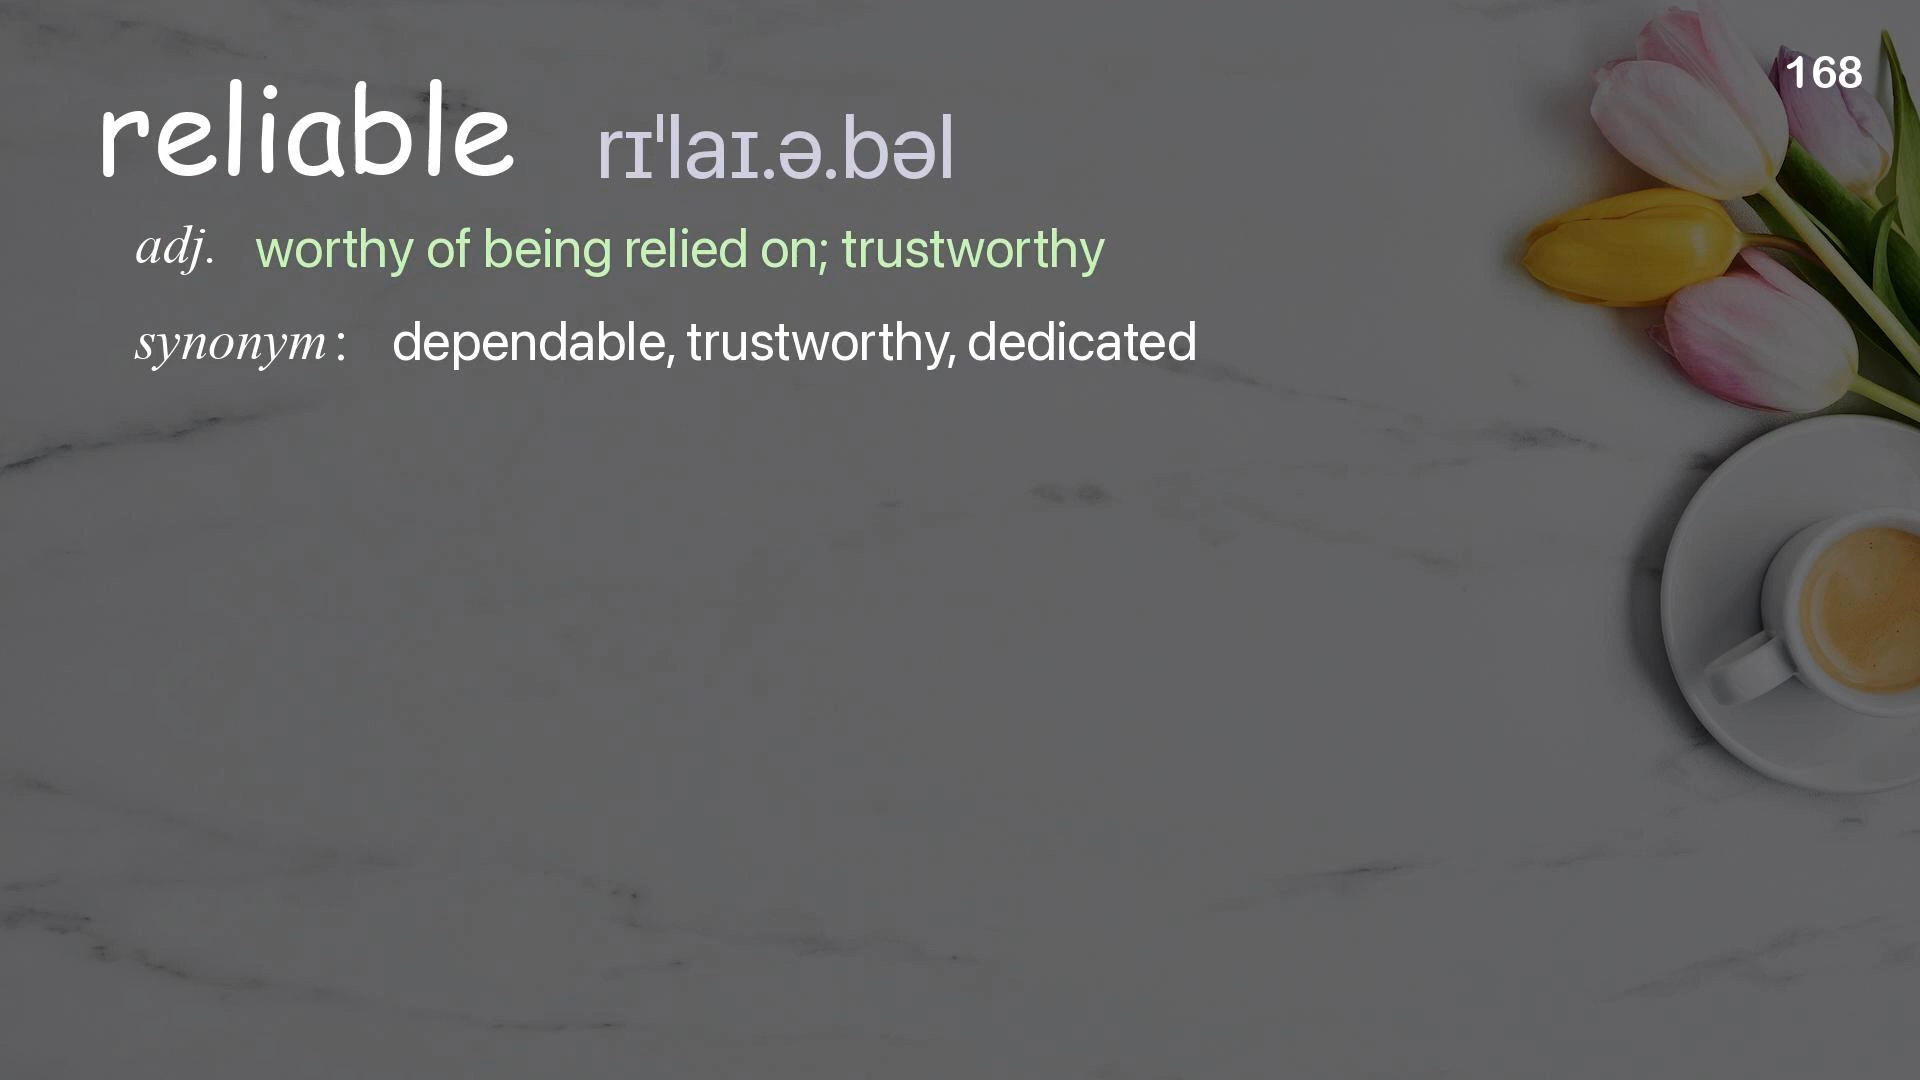 168
reliable rɪˈlaɪ.ə.bəl
adj. worthy of being relied on; trustworthy
synonym: dependable, trustworthy, dedicated